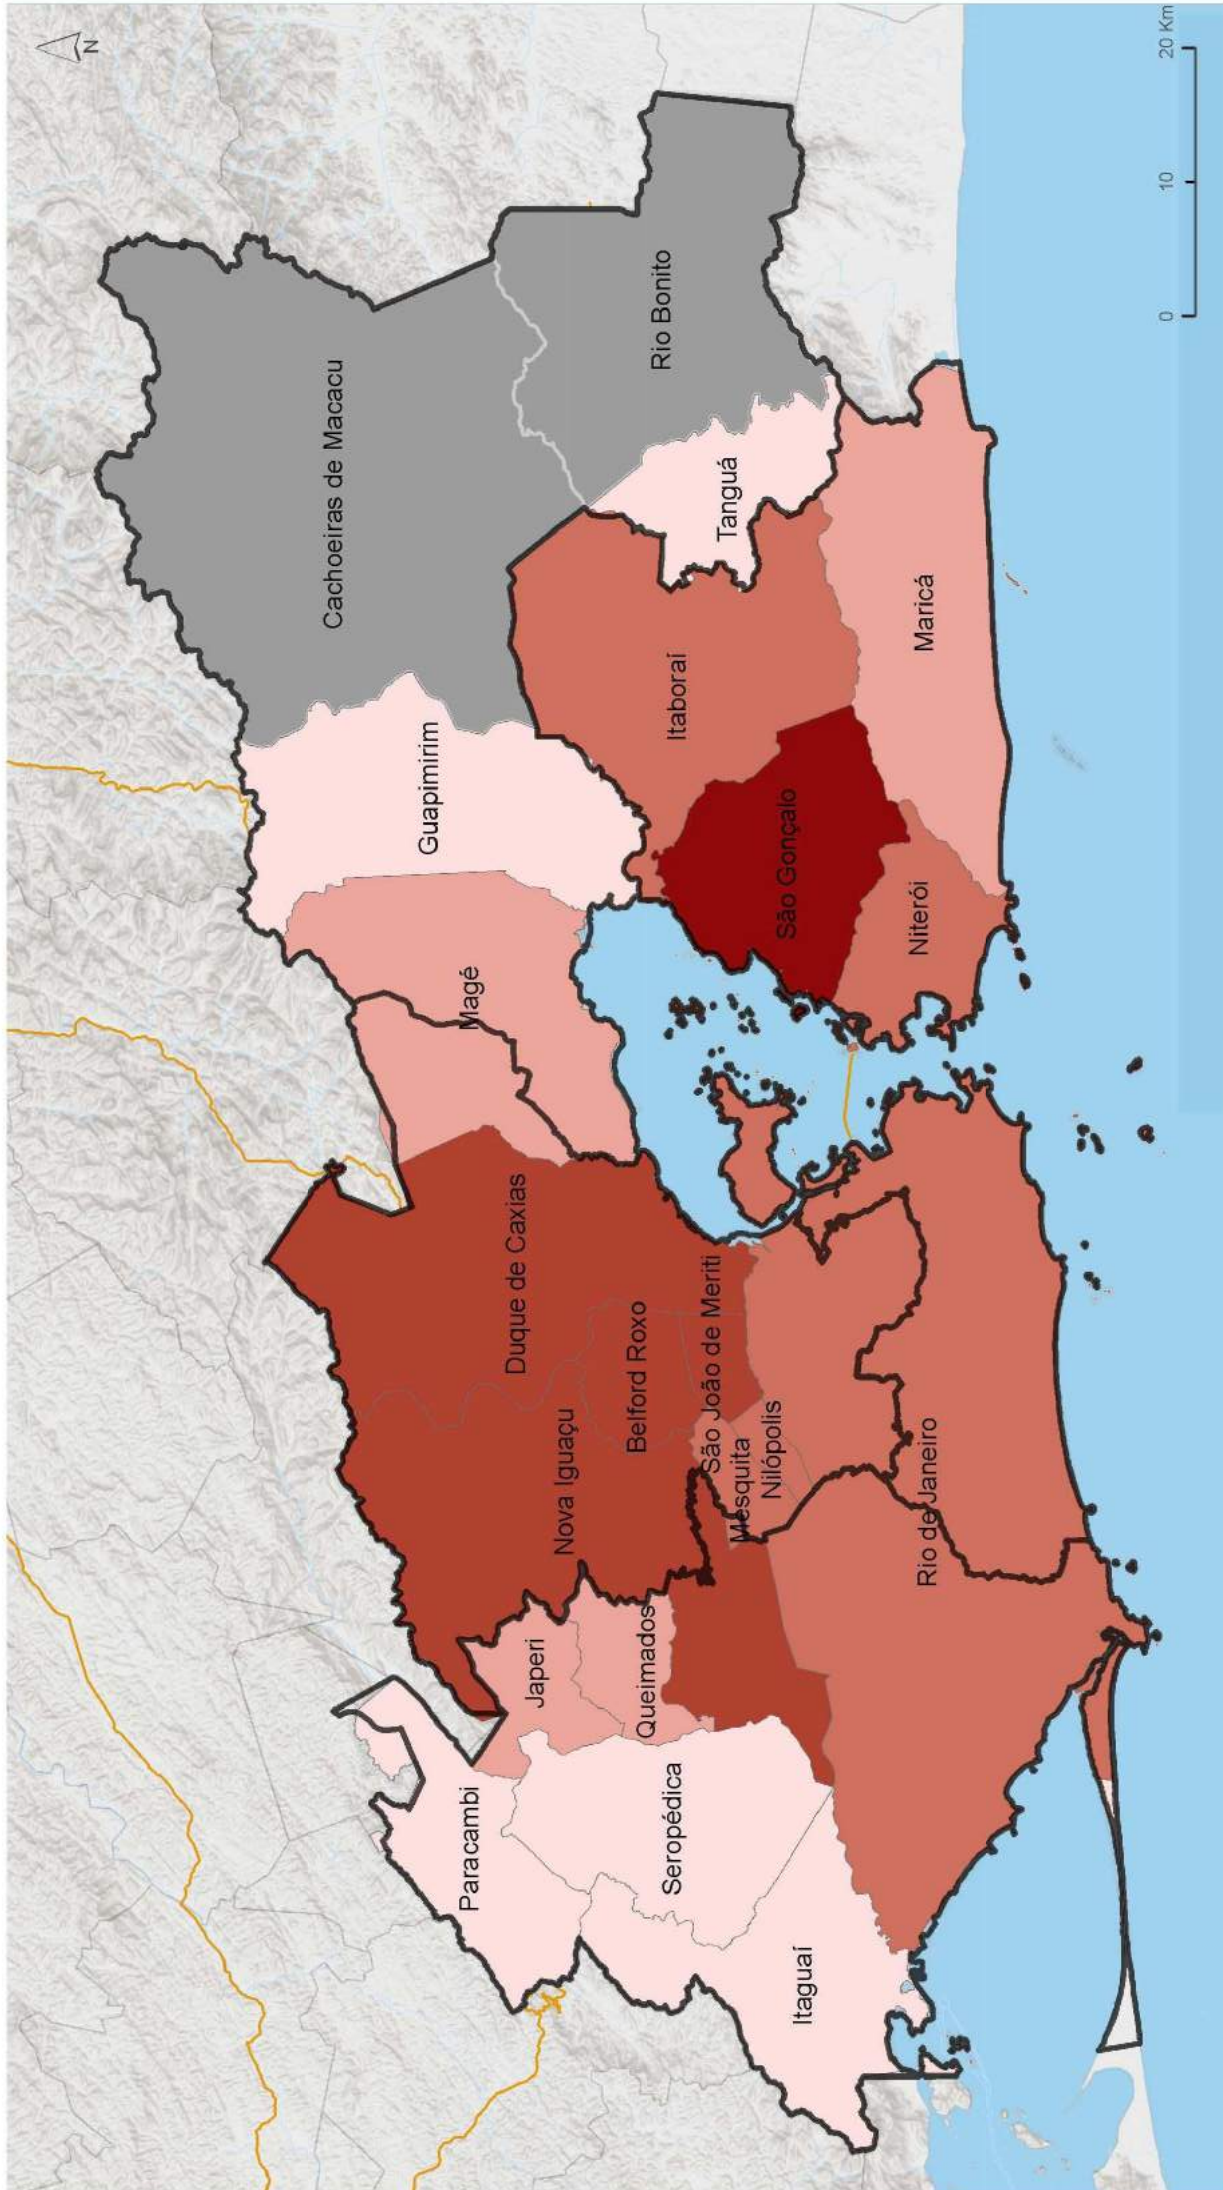 N
Cachoeiras de Macacu
Rio Bonito
Guapimirim
Tanguá
Magé
Itaboraí
Maricá
São Gonçalo
Niterói
Duque de Caxias
Nova Iguaçu
Belford Roxo
São João de Meriti
Mesquita
Nilópolis
Rio de Janeiro
Japeri
Queimados
Paracambi
Seropédica
Itaguaí
0 10 20 Km